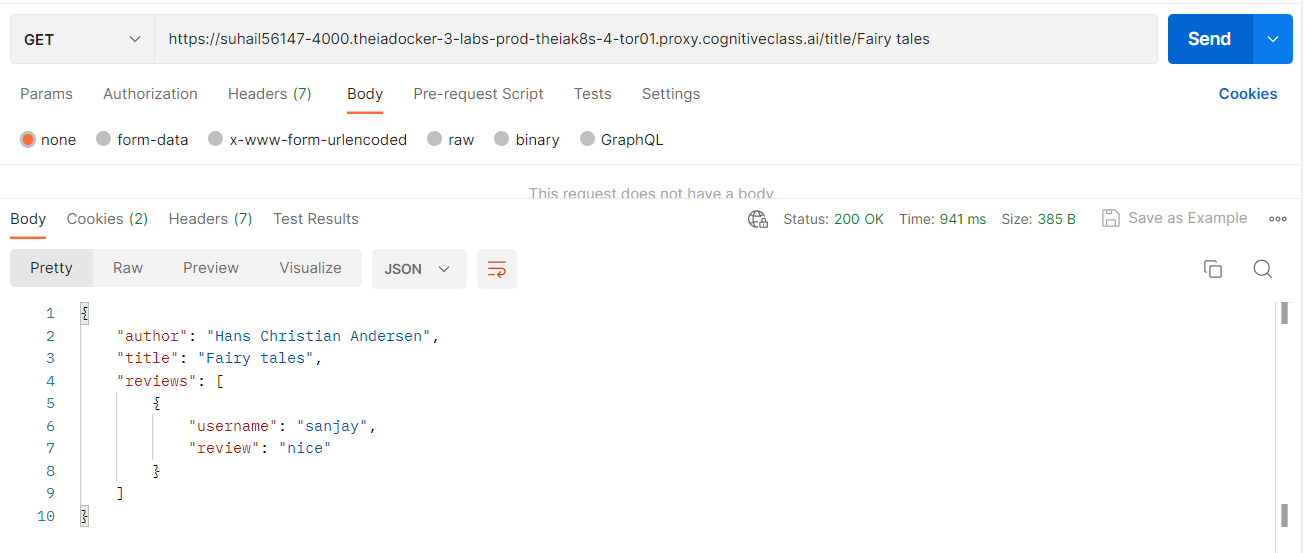 GET https://suhail56147-4000.theiadocker-3-labs-prod-theiak8s-4-tor01.proxy.cognitiveclass.ai/title/Fairy tales Send
Params Authorization Headers (7) Body Pre-request Script Tests Settings Cookies
none form-data x-www-form-urlencoded raw binary GraphQL
This request does not have a body
Body Cookies (2) Headers (7) Test Results Status: 200 OK Time: 941 ms Size: 385 B Save as Example
Pretty Raw Preview Visualize JSON
1 {
2 "author": "Hans Christian Andersen",
3 "title": "Fairy tales",
4 "reviews": [
5 {
6 "username": "sanjay",
7 "review": "nice"
8 }
9 ]
10 }